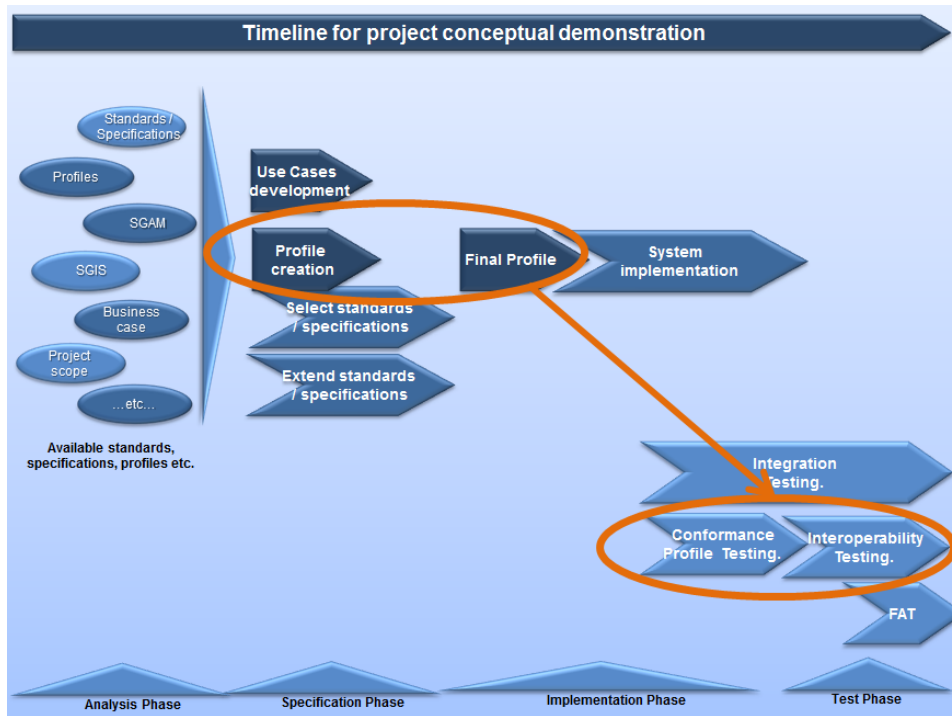 Timeline for project conceptual demonstration
Standards /
Specifications
Profiles
SGAM
SGIS
Business
case
Project
scope
...etc...
Available standards,
specifications, profiles etc.
Use Cases
development
Profile
creation
Select standards
/ specifications
Extend standards
/ specifications
Final Profile
System
implementation
Integration
Testing.
Conformance
Profile Testing.
Interoperability
Testing.
FAT
Analysis Phase
Specification Phase
Implementation Phase
Test Phase